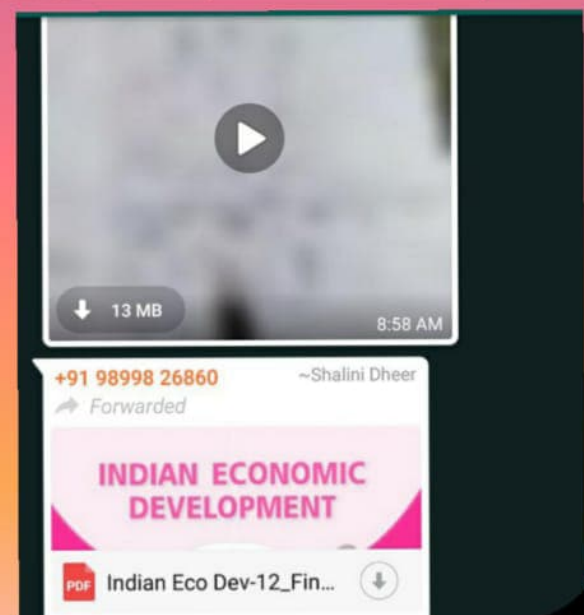 13 MB
8:58 AM
+91 98998 26860 ~Shalini Dheer
Forwarded
INDIAN ECONOMIC
DEVELOPMENT
PDF Indian Eco Dev-12_Fin...